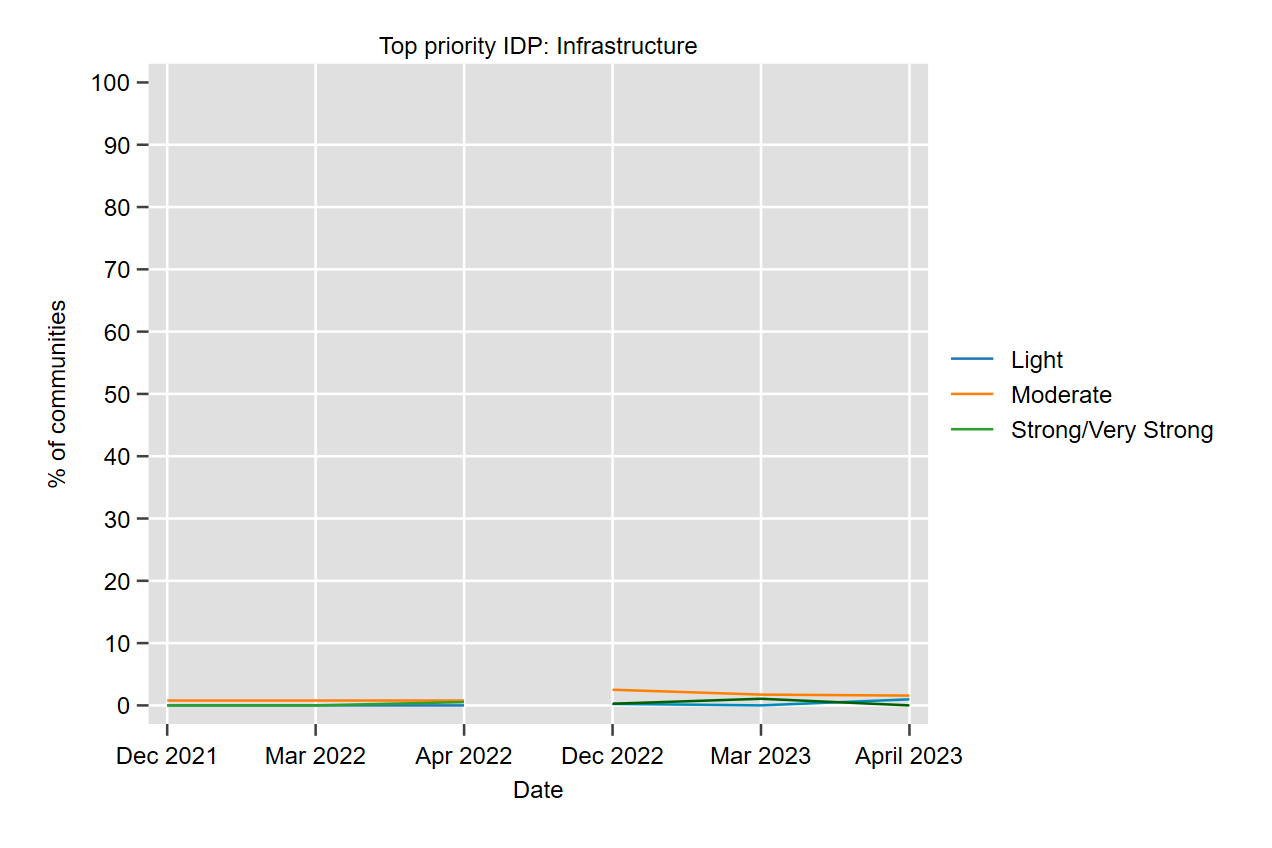 Top priority IDP: Infrastructure
100
90
80
70
60
50
40
30
20
10
0
% of communities
Dec 2021 Mar 2022 Apr 2022 Dec 2022 Mar 2023 April 2023
Date
Light
Moderate
Strong/Very Strong